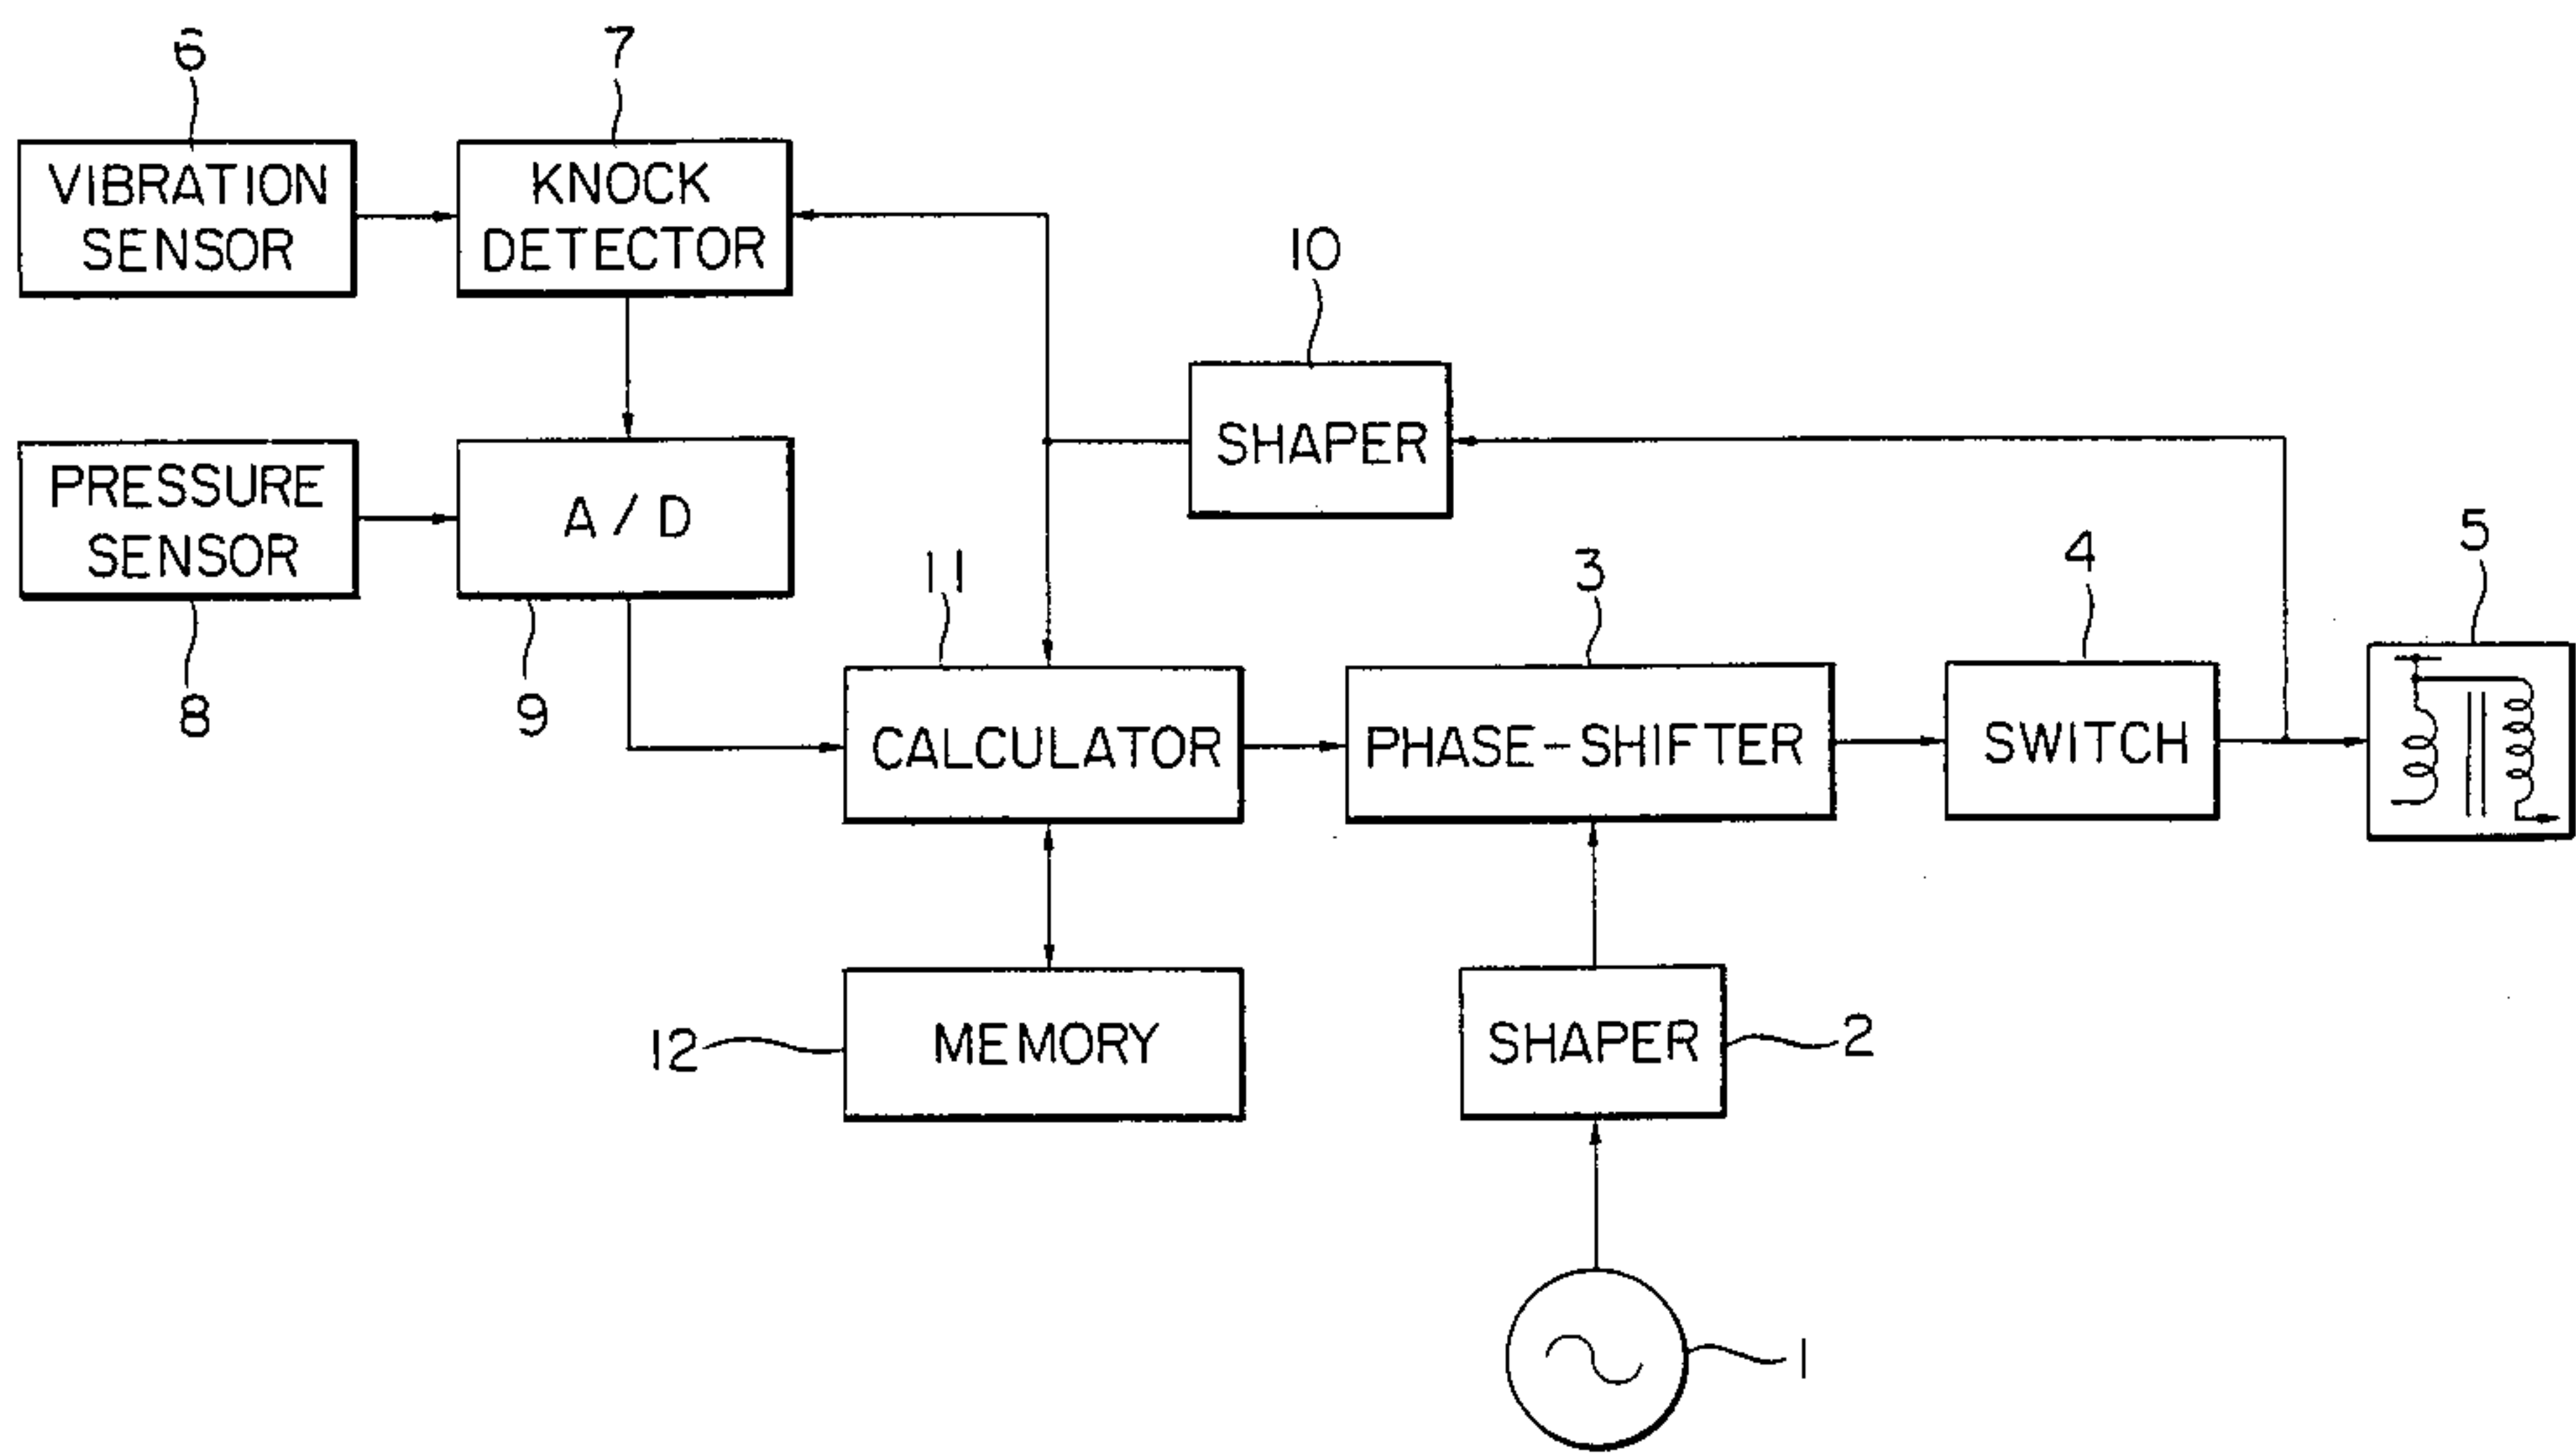 6
7
VIBRATION
SENSOR
KNOCK
DETECTOR
10
SHAPER
PRESSURE
SENSOR
A/D
8
9
11
CALCULATOR
3
PHASE-SHIFTER
4
SWITCH
5
12
MEMORY
SHAPER
2
1